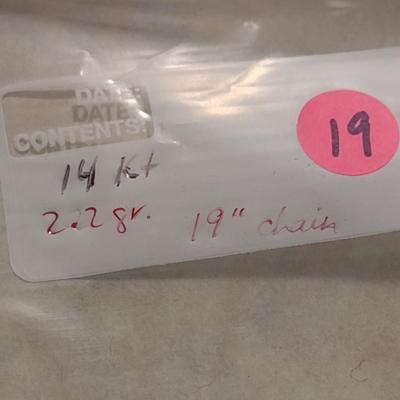 DATE:
DATE:
CONTENTS:
19
14 Kt
2.22 gr. 19" chain